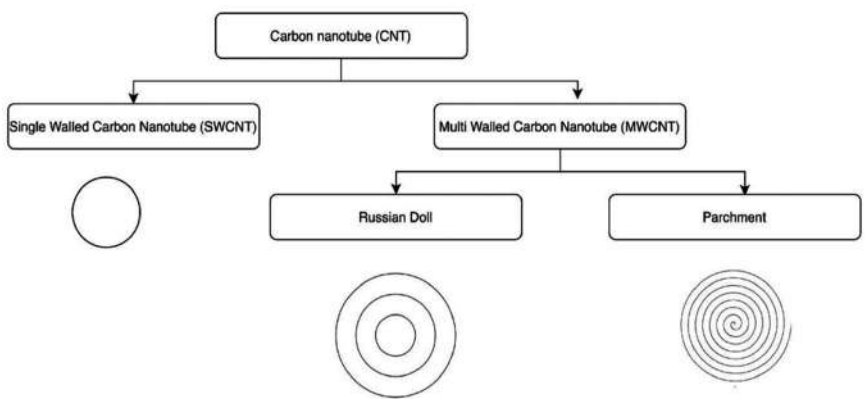 Carbon nanotube (CNT)
Single Walled Carbon Nanotube (SWCNT)
Multi Walled Carbon Nanotube (MWCNT)
Russian Doll
Parchment